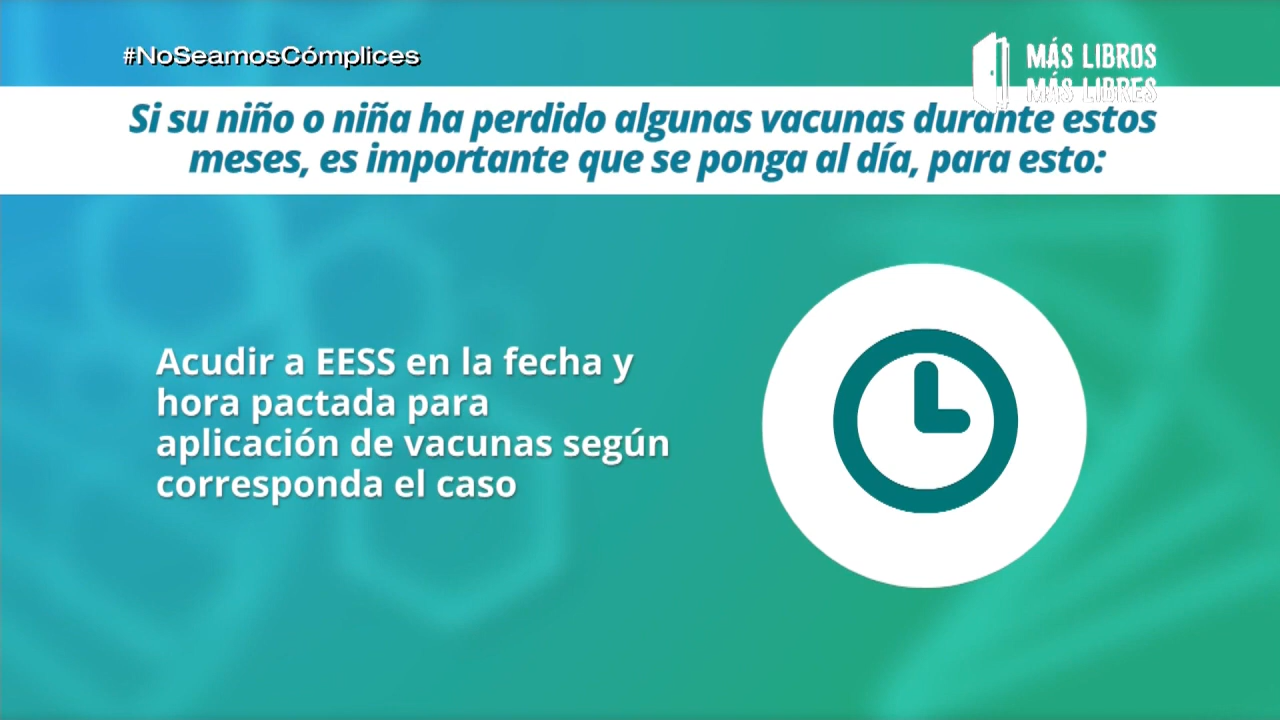 #NoSeamosCómplices
MÁS LIBROS
MÁS LIBRES
Si su niño o niña ha perdido algunas vacunas durante estos
meses, es importante que se ponga al día, para esto:
Acudir a EESS en la fecha y
hora pactada para
aplicación de vacunas según
corresponda el caso